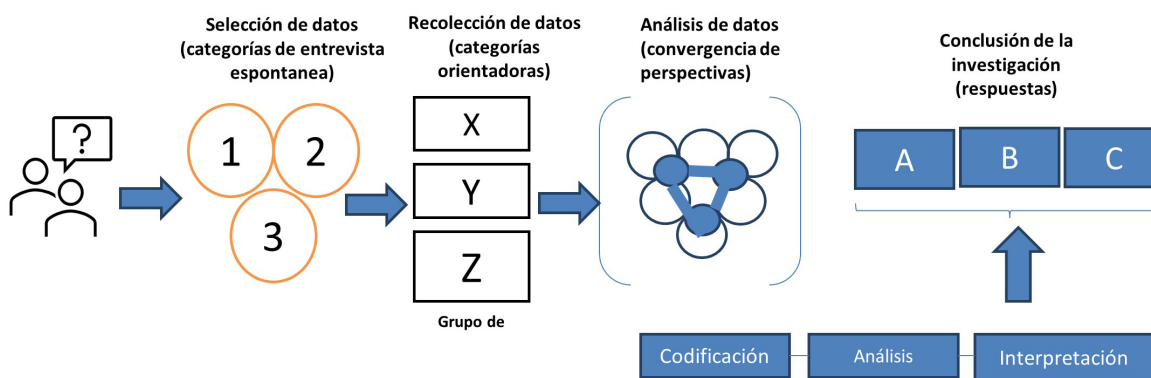 Selección de datos
(categorías de entrevista
espontanea)
Recolección de datos
(categorías
orientadoras)
Análisis de datos
(convergencia de
perspectivas)
Conclusión de la
investigación
(respuestas)
?
1
2
3
X
Y
Z
Grupo de
A
B
C
Codificación
Análisis
Interpretación